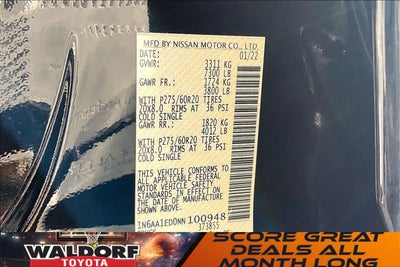 MFD BY NISSAN MOTOR CO., LTD.
DATE: 01/22
GVWR: 3311 KG
7300 LB
GAWR FR.: 1724 KG
3800 LB
WITH P275/60R20 TIRES
20X8.0 RIMS AT 36 PSI
COLD SINGLE
GAWR RR.: 1820 KG
4012 LB
WITH P275/60R20 TIRES
20X8.0 RIMS AT 36 PSI
COLD SINGLE
THIS VEHICLE CONFORMS TO
ALL APPLICABLE FEDERAL
MOTOR VEHICLE SAFETY
STANDARDS IN EFFECT ON
THE DATE OF MANUFACTURE
SHOWN ABOVE.
1N6AA1ED0NN100948
373855
WALDORF
TOYOTA
SCORE GREAT
DEALS ALL
MONTH LONG